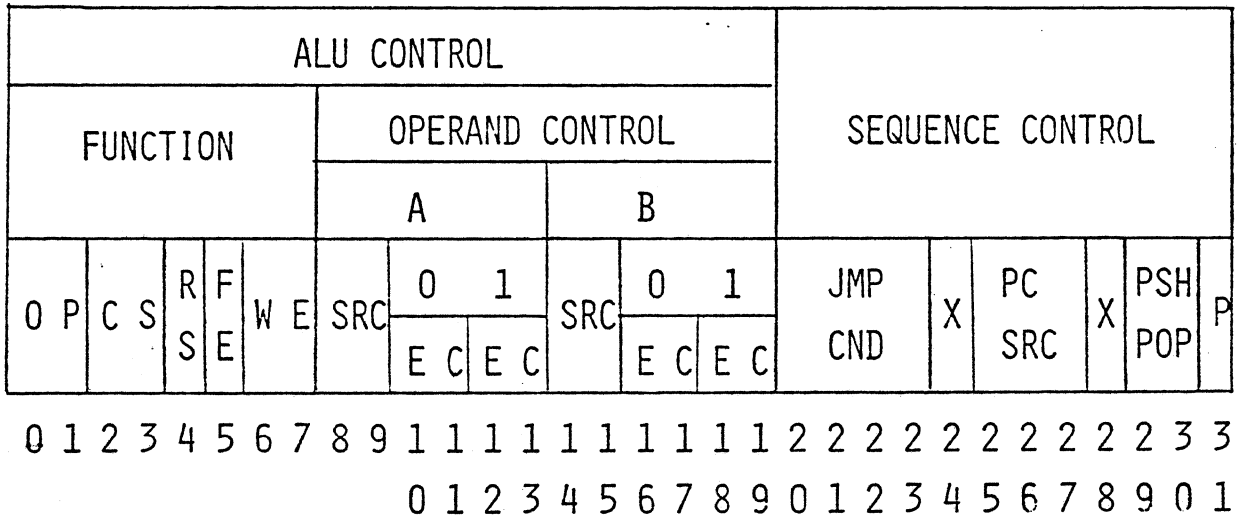 ALU CONTROL
FUNCTION
OPERAND CONTROL
SEQUENCE CONTROL
A
B
O P
C S
R
S
F
E
W E
SRC
0 1
E C E C
SRC
0 1
E C E C
JMP
CND
X
PC
SRC
X
PSH
POP
P
0 1 2 3 4 5 6 7 8 9 1 1 1 1 1 1 1 1 1 1 2 2 2 2 2 2 2 2 2 2 3 3
0 1 2 3 4 5 6 7 8 9 0 1 2 3 4 5 6 7 8 9 0 1